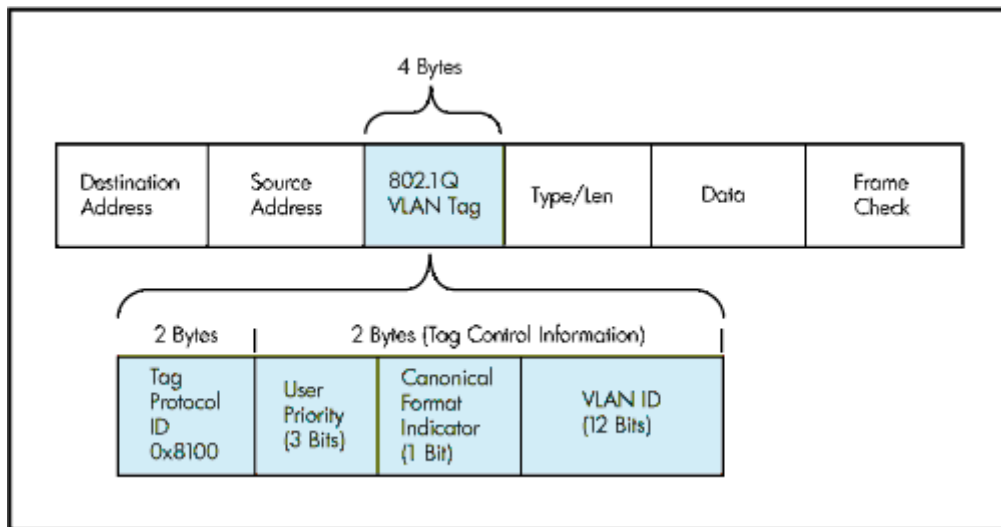 4 Bytes
Destination
Address
Source
Address
802.1Q
VLAN Tag
Type/Len
Data
Frame
Check
2 Bytes
2 Bytes (Tag Control Information)
Tag
Protocol
ID
0x8100
User
Priority
(3 Bits)
Canonical
Format
Indicator
(1 Bit)
VLAN ID
(12 Bits)